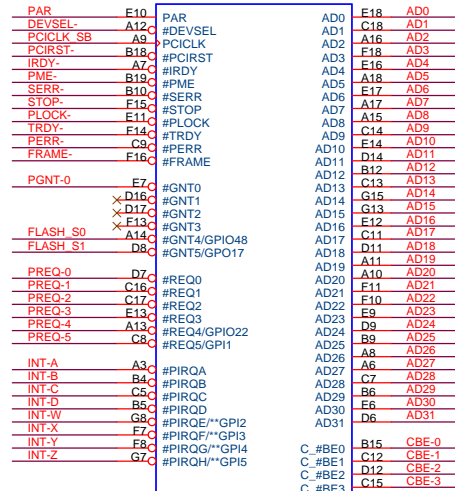 PAR E10 PAR AD0 E18 AD0
DEVSEL- A12 #DEVSEL AD1 C18 AD1
PCICLK_SB A9 PCICLK AD2 A16 AD2
PCIRST- B18 #PCIRST AD3 F18 AD3
IRDY- A7 #IRDY AD4 E16 AD4
PME- B19 #PME AD5 A18 AD5
SERR- B10 #SERR AD6 E17 AD6
STOP- F15 #STOP AD7 A17 AD7
PLOCK- E11 #PLOCK AD8 A15 AD8
TRDY- F14 #TRDY AD9 C14 AD9
PERR- C9 #PERR AD10 E14 AD10
FRAME- F16 #FRAME AD11 D14 AD11
AD12 B12 AD12
PGNT-0 E7 #GNT0 AD13 C13 AD13
D16 #GNT1 AD14 G15 AD14
D17 #GNT2 AD15 G13 AD15
F13 #GNT3 AD16 E12 AD16
FLASH_S0 A14 #GNT4/GPIO48 AD17 C11 AD17
FLASH_S1 D8 #GNT5/GPO17 AD18 D11 AD18
AD19 A11 AD19
PREQ-0 D7 #REQ0 AD20 A10 AD20
PREQ-1 C16 #REQ1 AD21 F11 AD21
PREQ-2 C17 #REQ2 AD22 F10 AD22
PREQ-3 E13 #REQ3 AD23 E9 AD23
PREQ-4 A13 #REQ4/GPIO22 AD24 D9 AD24
PREQ-5 C8 #REQ5/GPI1 AD25 B9 AD25
AD26 A8 AD26
INT-A A3 #PIRQA AD27 A6 AD27
INT-B B4 #PIRQB AD28 C7 AD28
INT-C C5 #PIRQC AD29 B6 AD29
INT-D B5 #PIRQD AD30 E6 AD30
INT-W G8 #PIRQE/**GPI2 AD31 D6 AD31
INT-X F7 #PIRQF/**GPI3
INT-Y F8 #PIRQG/**GPI4 C_#BE0 B15 CBE-0
INT-Z G7 #PIRQH/**GPI5 C_#BE1 C12 CBE-1
C_#BE2 D12 CBE-2
C_#BE3 C15 CBE-3